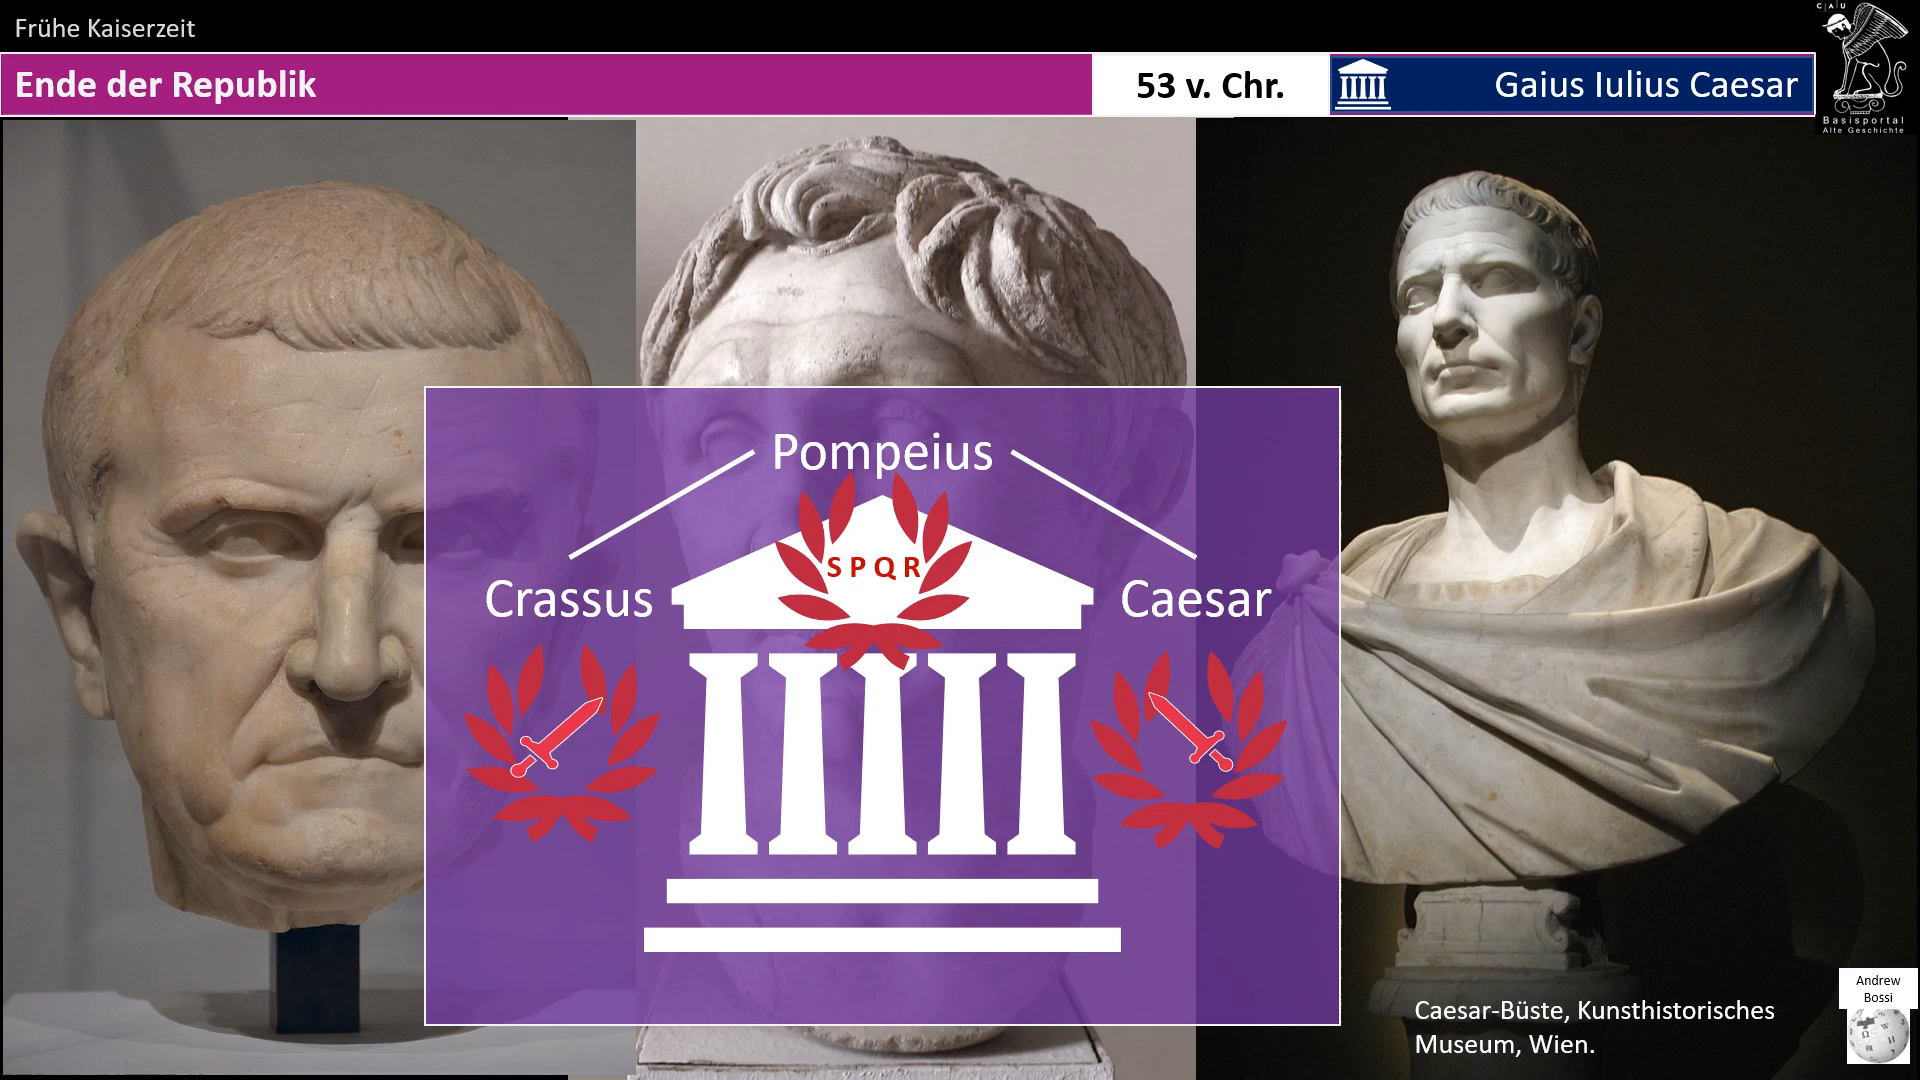 Frühe Kaiserzeit
Ende der Republik
53 v. Chr.
Gaius Iulius Caesar
C|A|U
Basisportal
Alte Geschichte
Pompeius
SPQR
Crassus
Caesar
Caesar-Büste, Kunsthistorisches
Museum, Wien.
Andrew
Bossi